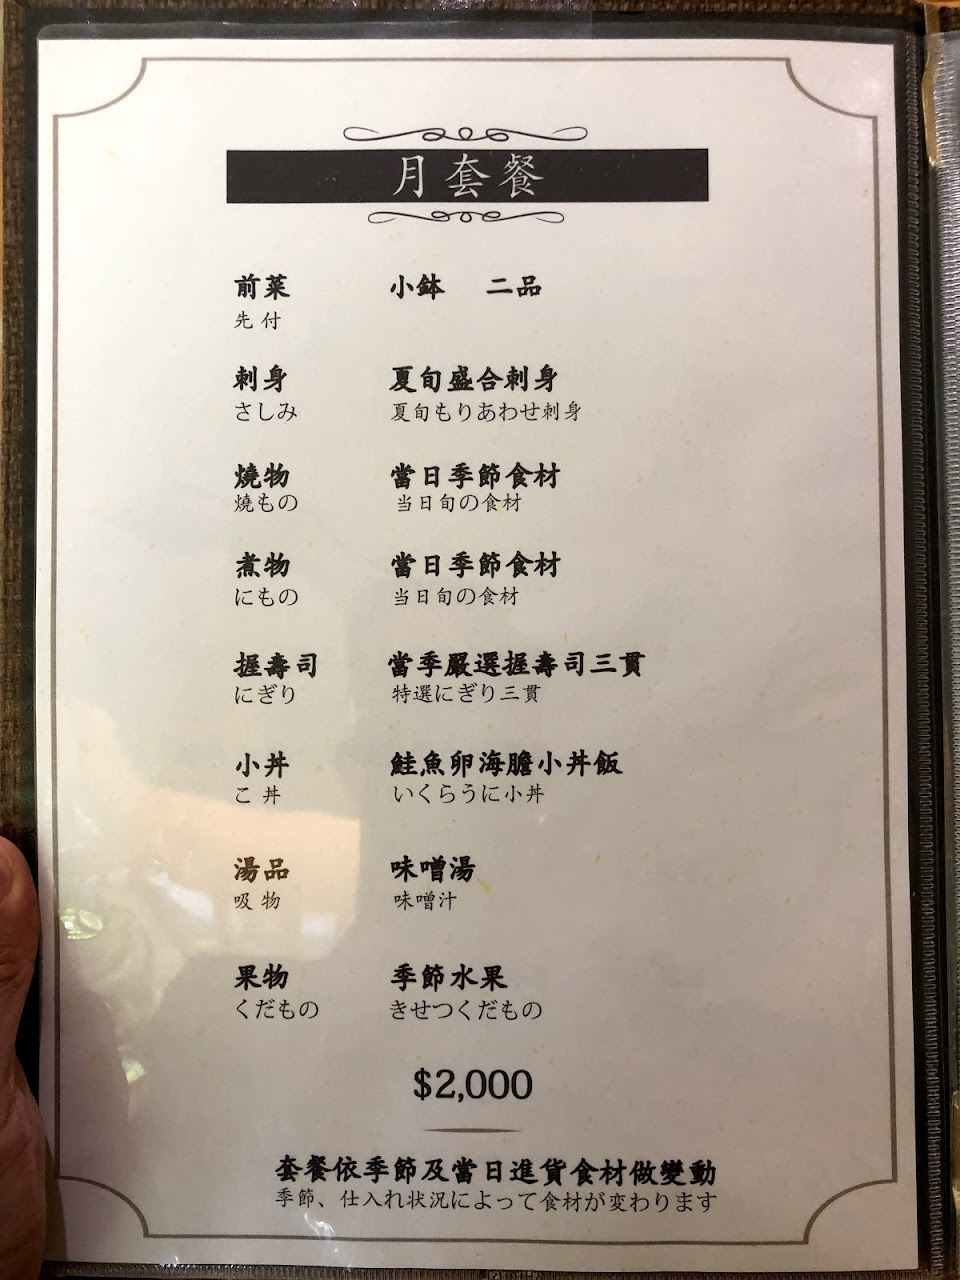 月套餐
前菜 小鉢 二品
先付
刺身 夏旬盛合刺身
さしみ 夏旬もりあわせ刺身
燒物 當日季節食材
焼もの 当日旬の食材
煮物 當日季節食材
にもの 当日旬の食材
握壽司 當季嚴選握壽司三貫
にぎり 特選にぎり三貫
小丼 鮭魚卵海膽小丼飯
こ丼 いくらうに小丼
湯品 味噌湯
吸物 味噌汁
果物 季節水果
くだもの きせつくだもの
$2,000
套餐依季節及當日進貨食材做變動
季節、仕入れ状況によって食材が変わります